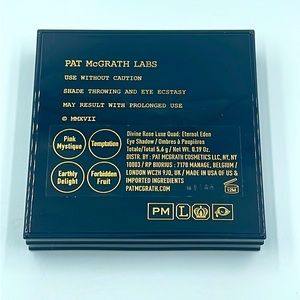 PAT McGRATH LABS
USE WITHOUT CAUTION
SHADE THROWING AND EYE ECSTASY
MAY RESULT WITH PROLONGED USE
© MMXVII
Pink
Mystique
Temptation
Earthly
Delight
Forbidden
Fruit
Divine Rose Luxe Quad: Eternal Eden
Eye Shadow / Ombres à Paupières
Totale/Total 5.6 g / Net Wt. 0.19 Oz.
DISTR. BY: PAT MCGRATH COSMETICS LLC, NY, NY
10003 / RP BIORIUS : 7170 MANAGE, BELGIUM /
LONDON WC2H 9JQ, UK / MADE IN USA OF US &
IMPORTED INGREDIENTS
PATMCGRATH.COM
12M
PM L